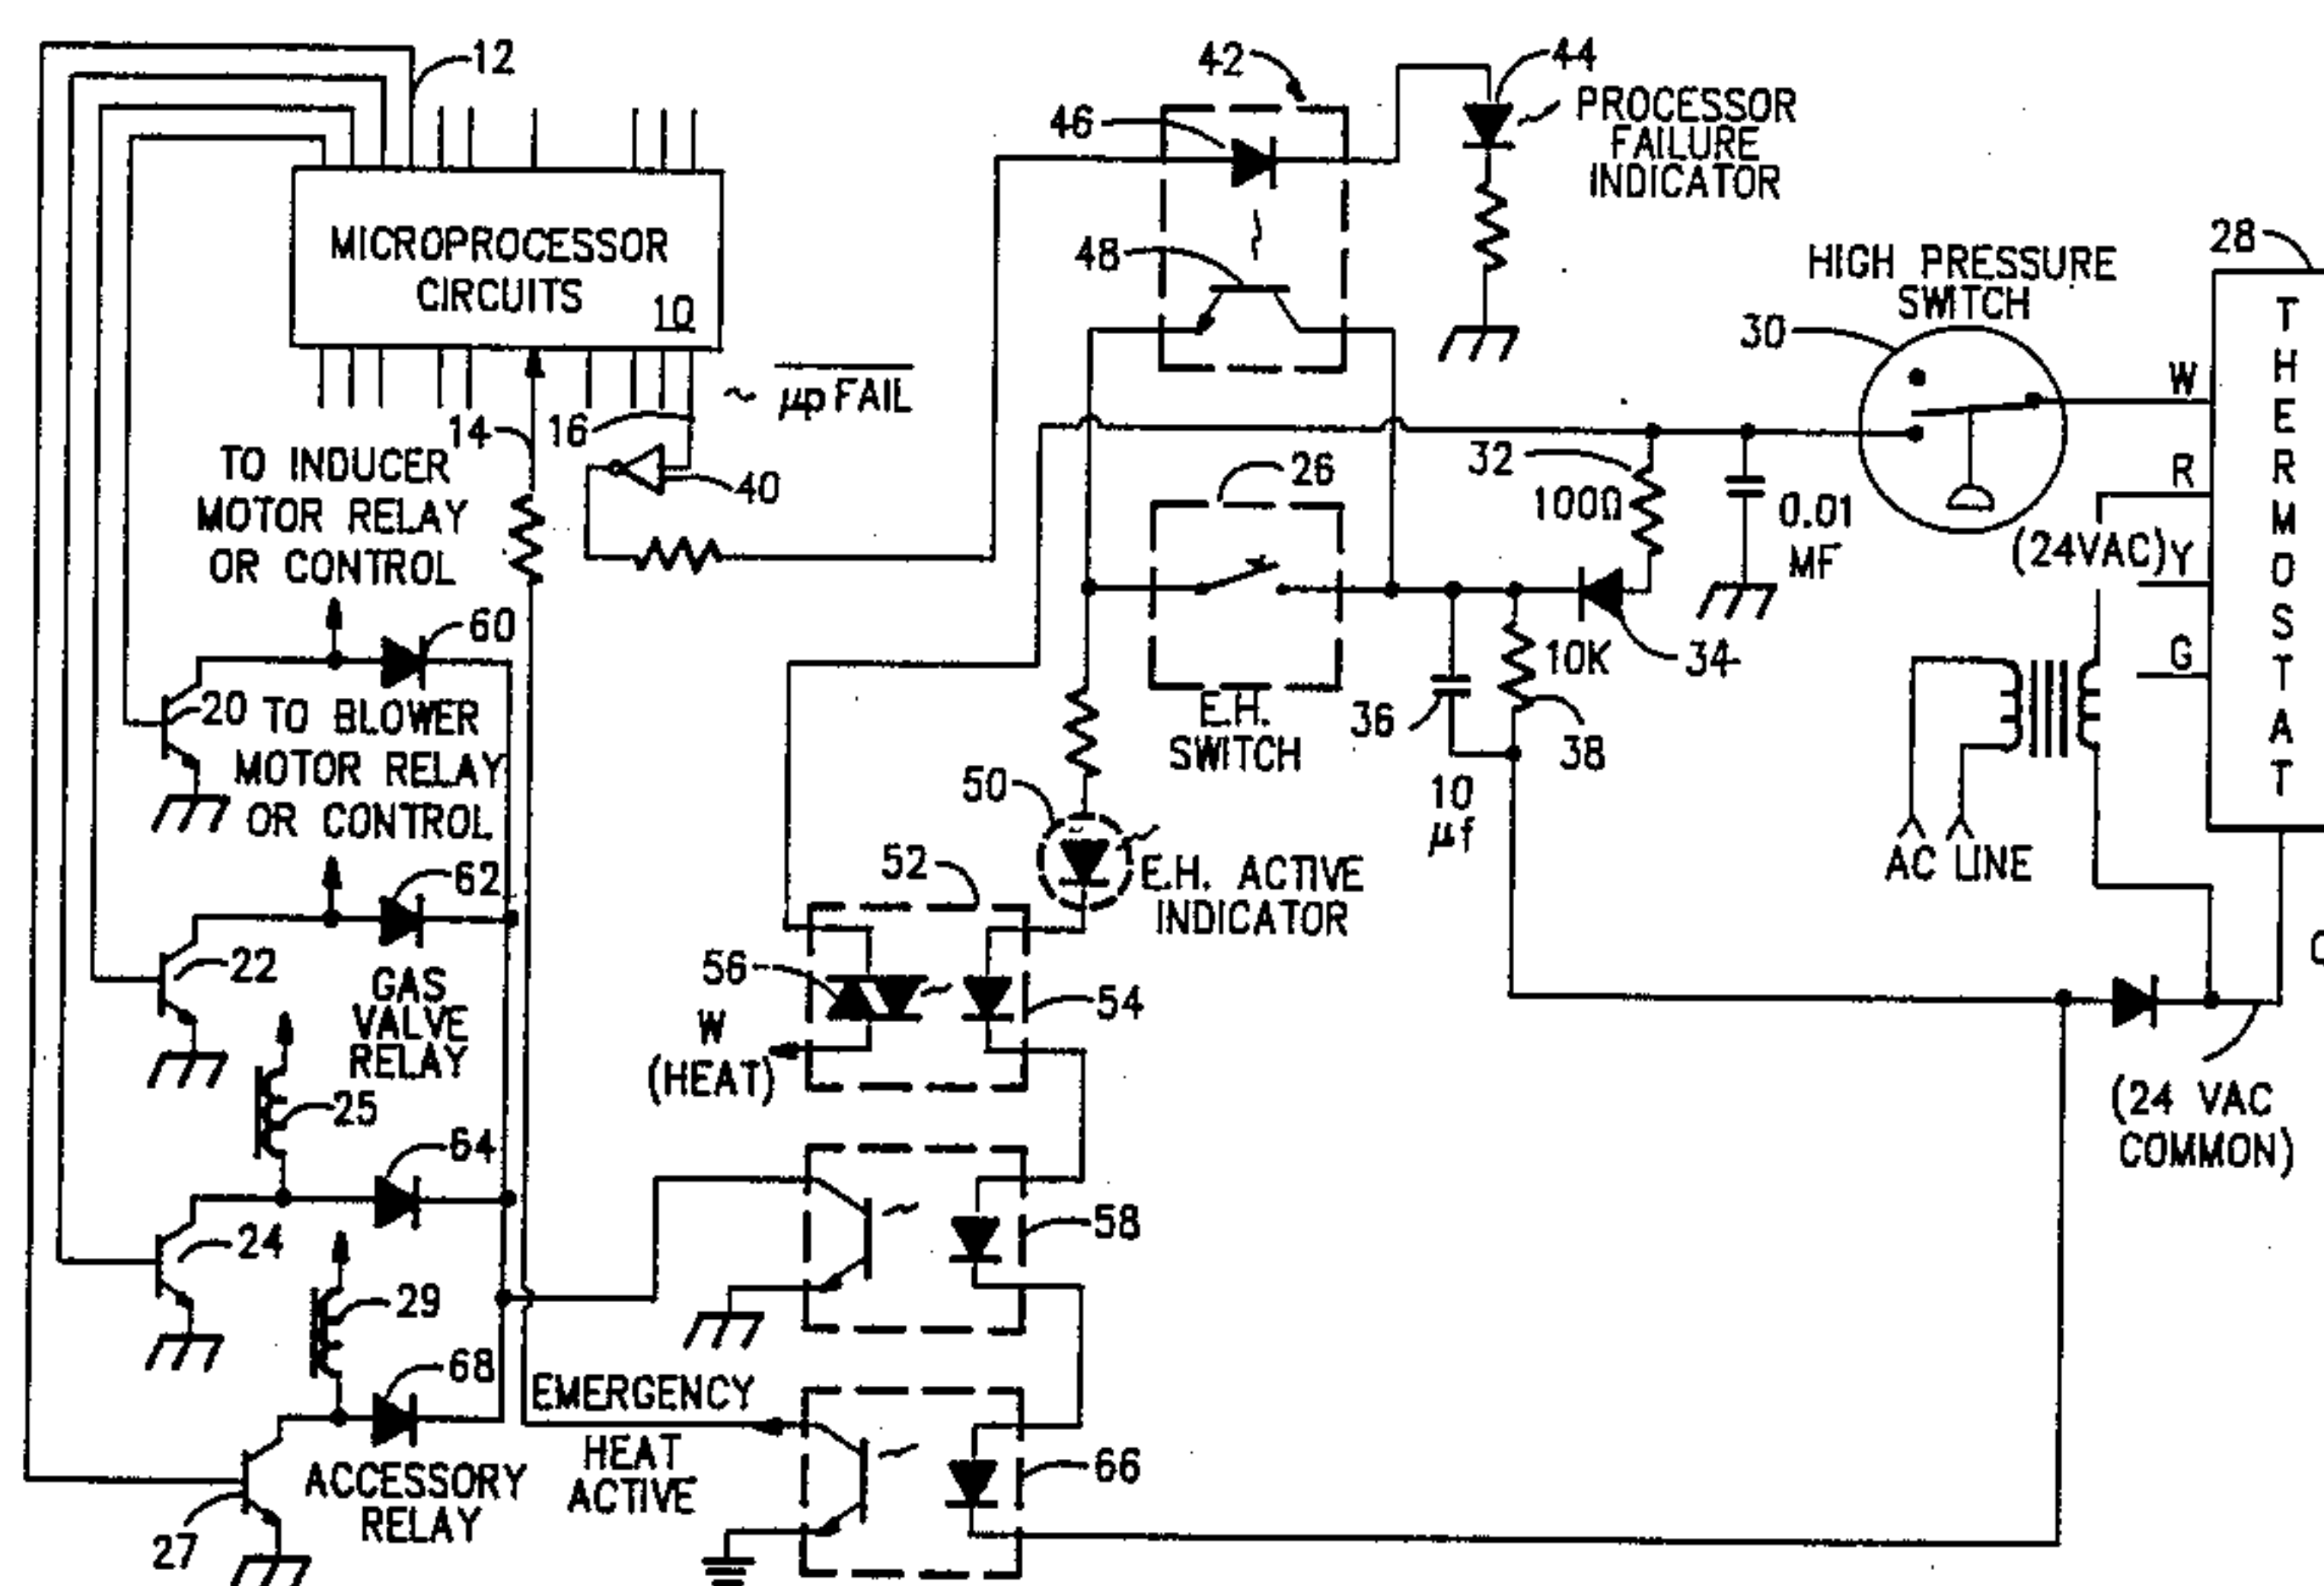 12
MICROPROCESSOR
CIRCUITS
10
14
16
~ μp FAIL
40
TO INDUCER
MOTOR RELAY
OR CONTROL
60
20
TO BLOWER
MOTOR RELAY
OR CONTROL
62
22
GAS
VALVE
RELAY
25
64
24
29
68
ACCESSORY
RELAY
27
EMERGENCY
HEAT
ACTIVE
42
46
48
44
PROCESSOR
FAILURE
INDICATOR
HIGH PRESSURE
SWITCH
30
28
THERMOSTAT
W
R
(24VAC)
Y
G
32
100Ω
0.01
MF
26
E.H.
SWITCH
34
10K
36
38
10
μf
AC LINE
50
E.H. ACTIVE
INDICATOR
52
56
54
W
(HEAT)
58
66
(24 VAC
COMMON)